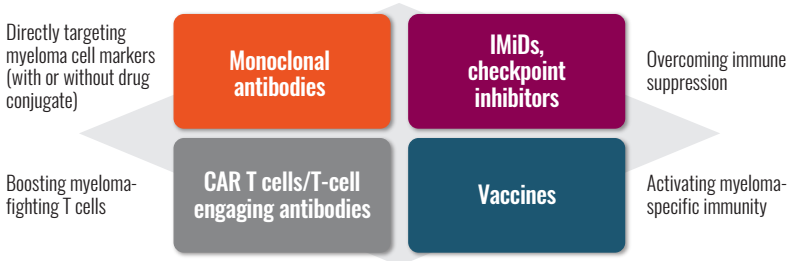 Directly targeting
myeloma cell markers
(with or without drug
conjugate)
Monoclonal
antibodies
IMiDs,
checkpoint
inhibitors
Overcoming immune
suppression
Boosting myeloma-
fighting T cells
CAR T cells/T-cell
engaging antibodies
Vaccines
Activating myeloma-
specific immunity